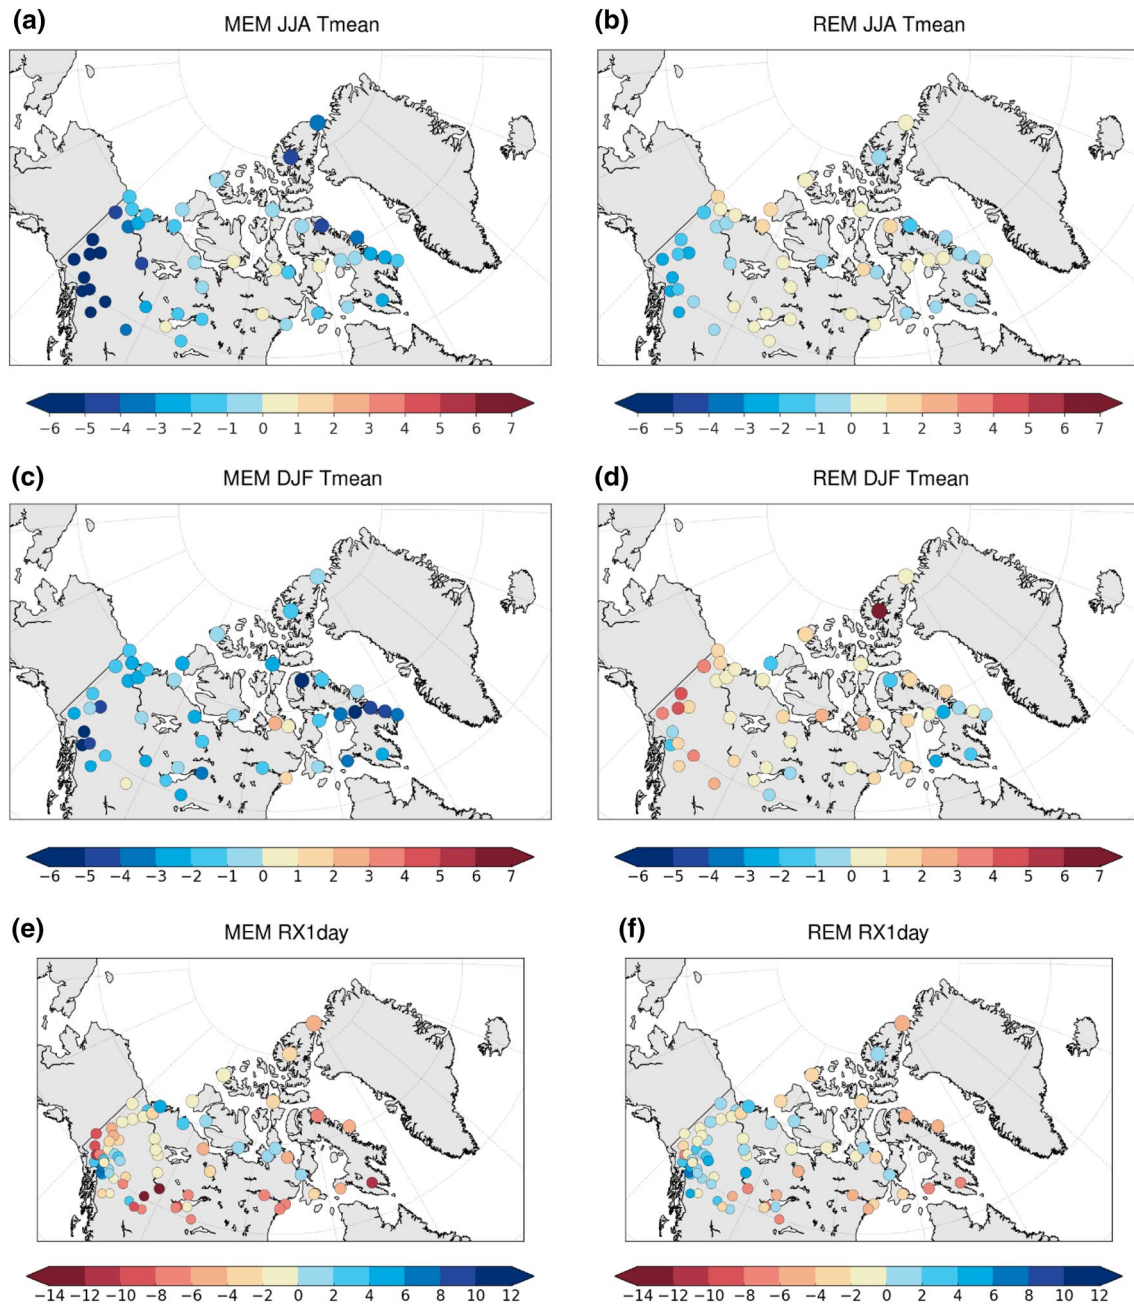 (a) MEM JJA Tmean
(b) REM JJA Tmean
−6 −5 −4 −3 −2 −1 0 1 2 3 4 5 6 7
−6 −5 −4 −3 −2 −1 0 1 2 3 4 5 6 7
(c) MEM DJF Tmean
(d) REM DJF Tmean
−6 −5 −4 −3 −2 −1 0 1 2 3 4 5 6 7
−6 −5 −4 −3 −2 −1 0 1 2 3 4 5 6 7
(e) MEM RX1day
(f) REM RX1day
−14 −12 −10 −8 −6 −4 −2 0 2 4 6 8 10 12
−14 −12 −10 −8 −6 −4 −2 0 2 4 6 8 10 12